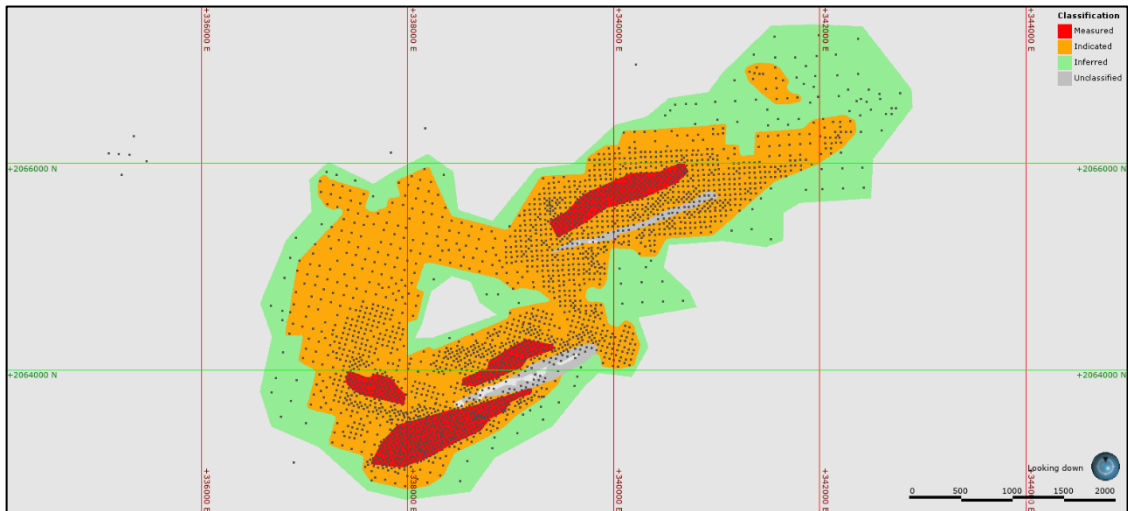 +336000 E
+338000 E
+340000 E
+342000 E
+344000 E
Classification
Measured
Indicated
Inferred
Unclassified
+2066000 N
+2066000 N
+2064000 N
+2064000 N
+336000 E
+338000 E
+340000 E
+342000 E
+344000 E
Looking down
0 500 1000 1500 2000